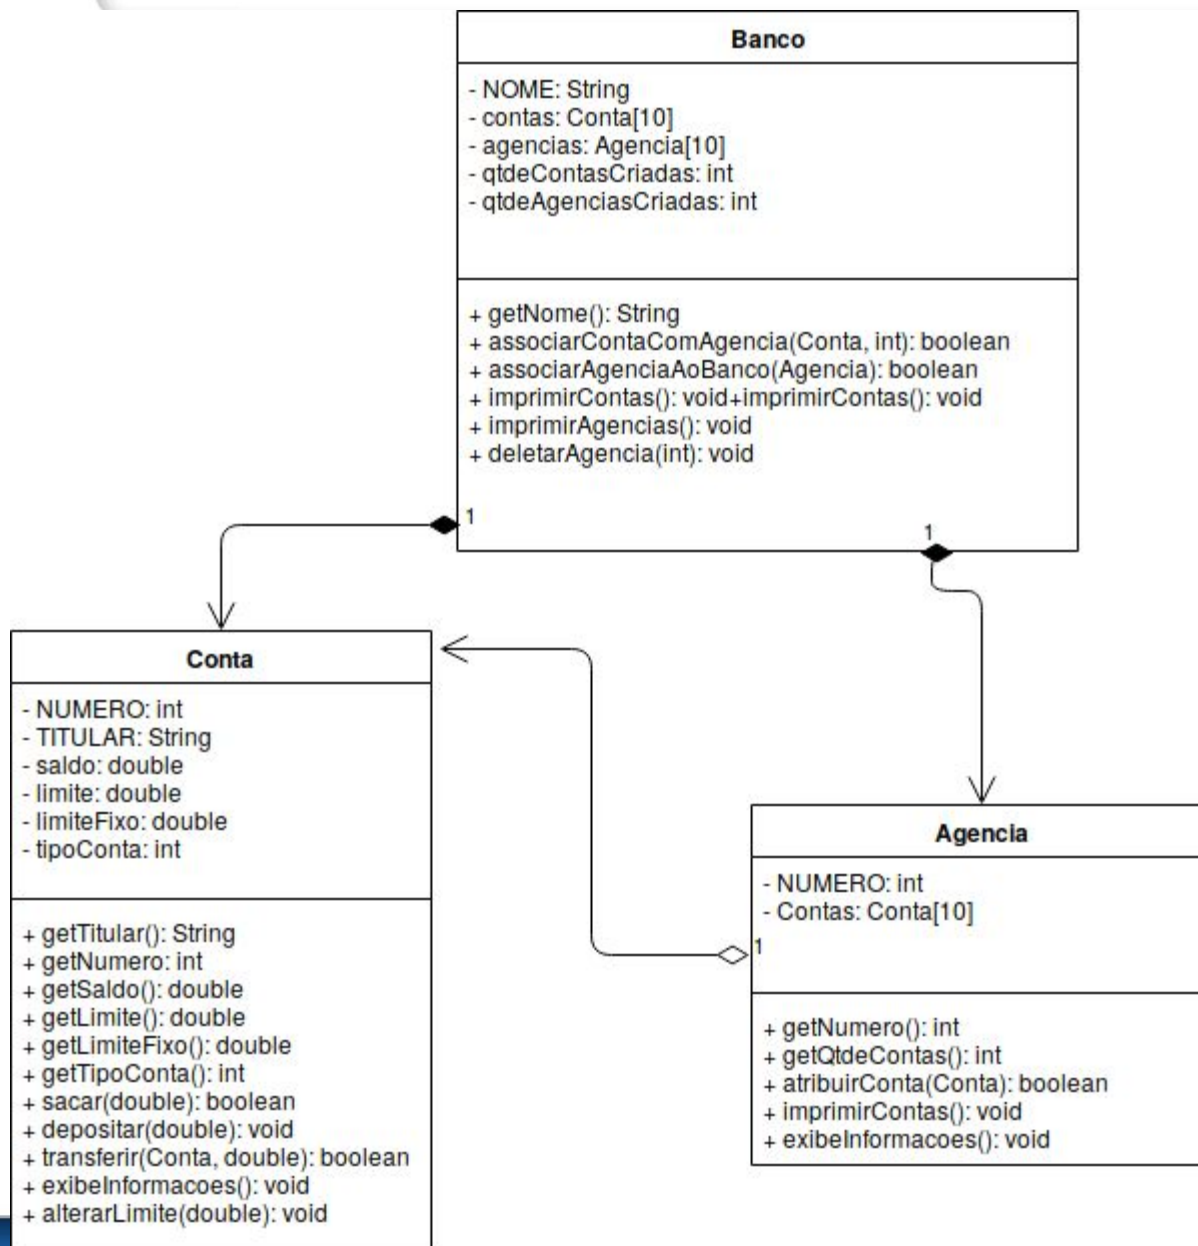 Banco
- NOME: String
- contas: Conta[10]
- agencias: Agencia[10]
- qtdeContasCriadas: int
- qtdeAgenciasCriadas: int
+ getNome(): String
+ associarContaComAgencia(Conta, int): boolean
+ associarAgenciaAoBanco(Agencia): boolean
+ imprimirContas(): void+imprimirContas(): void
+ imprimirAgencias(): void
+ deletarAgencia(int): void
1
1
Conta
- NUMERO: int
- TITULAR: String
- saldo: double
- limite: double
- limiteFixo: double
- tipoConta: int
+ getTitular(): String
+ getNumero: int
+ getSaldo(): double
+ getLimite(): double
+ getLimiteFixo(): double
+ getTipoConta(): int
+ sacar(double): boolean
+ depositar(double): void
+ transferir(Conta, double): boolean
+ exibeInformacoes(): void
+ alterarLimite(double): void
Agencia
- NUMERO: int
- Contas: Conta[10]
1
+ getNumero(): int
+ getQtdeContas(): int
+ atribuirConta(Conta): boolean
+ imprimirContas(): void
+ exibeInformacoes(): void